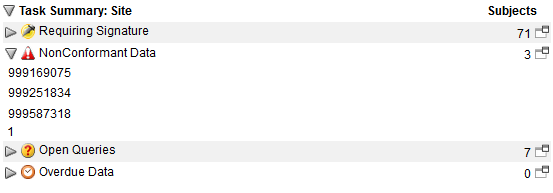 Task Summary: Site Subjects
Requiring Signature 71
NonConformant Data 3
999169075
999251834
999587318
1
Open Queries 7
Overdue Data 0